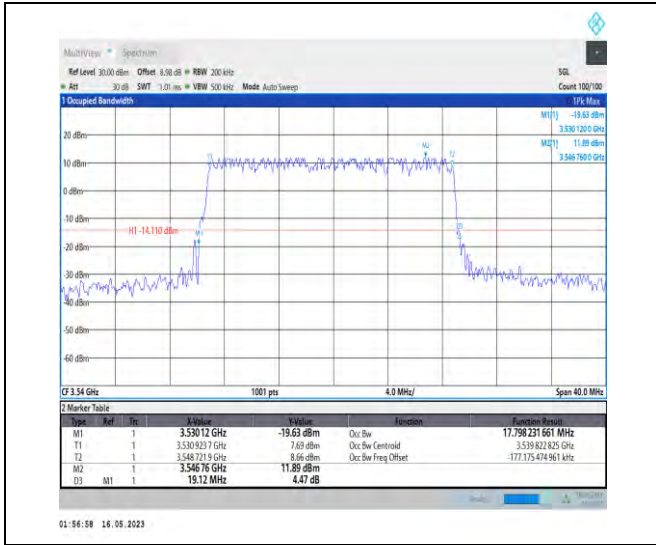 MultiView Spectrum
Ref Level 30.00 dBm Offset 8.98 dB RBW 200 kHz SGL
Att 30 dB SWT 1.01 ms VBW 500 kHz Mode Auto Sweep Count 100/100
1 Occupied Bandwidth 1Pk Max
M1[1] -19.63 dBm
3.530 120 0 GHz
20 dBm M2[1] 11.89 dBm
3.546 760 0 GHz
M2
T1 T2
10 dBm
0 dBm
-10 dBm
H1 -14.110 dBm
M1 D3
-20 dBm
-30 dBm
-40 dBm
-50 dBm
-60 dBm
CF 3.54 GHz 1001 pts 4.0 MHz/ Span 40.0 MHz
2 Marker Table
Type Ref Trc X-Value Y-Value Function Function Result
M1 1 3.53012 GHz -19.63 dBm Occ Bw 17.798 231 661 MHz
T1 1 3.530 923 7 GHz 7.69 dBm Occ Bw Centroid 3.539 822 825 GHz
T2 1 3.548 721 9 GHz 8.66 dBm Occ Bw Freq Offset -177.175 474 961 kHz
M2 1 3.546 76 GHz 11.89 dBm
D3 M1 1 19.12 MHz 4.47 dB
01:56:58 16.05.2023